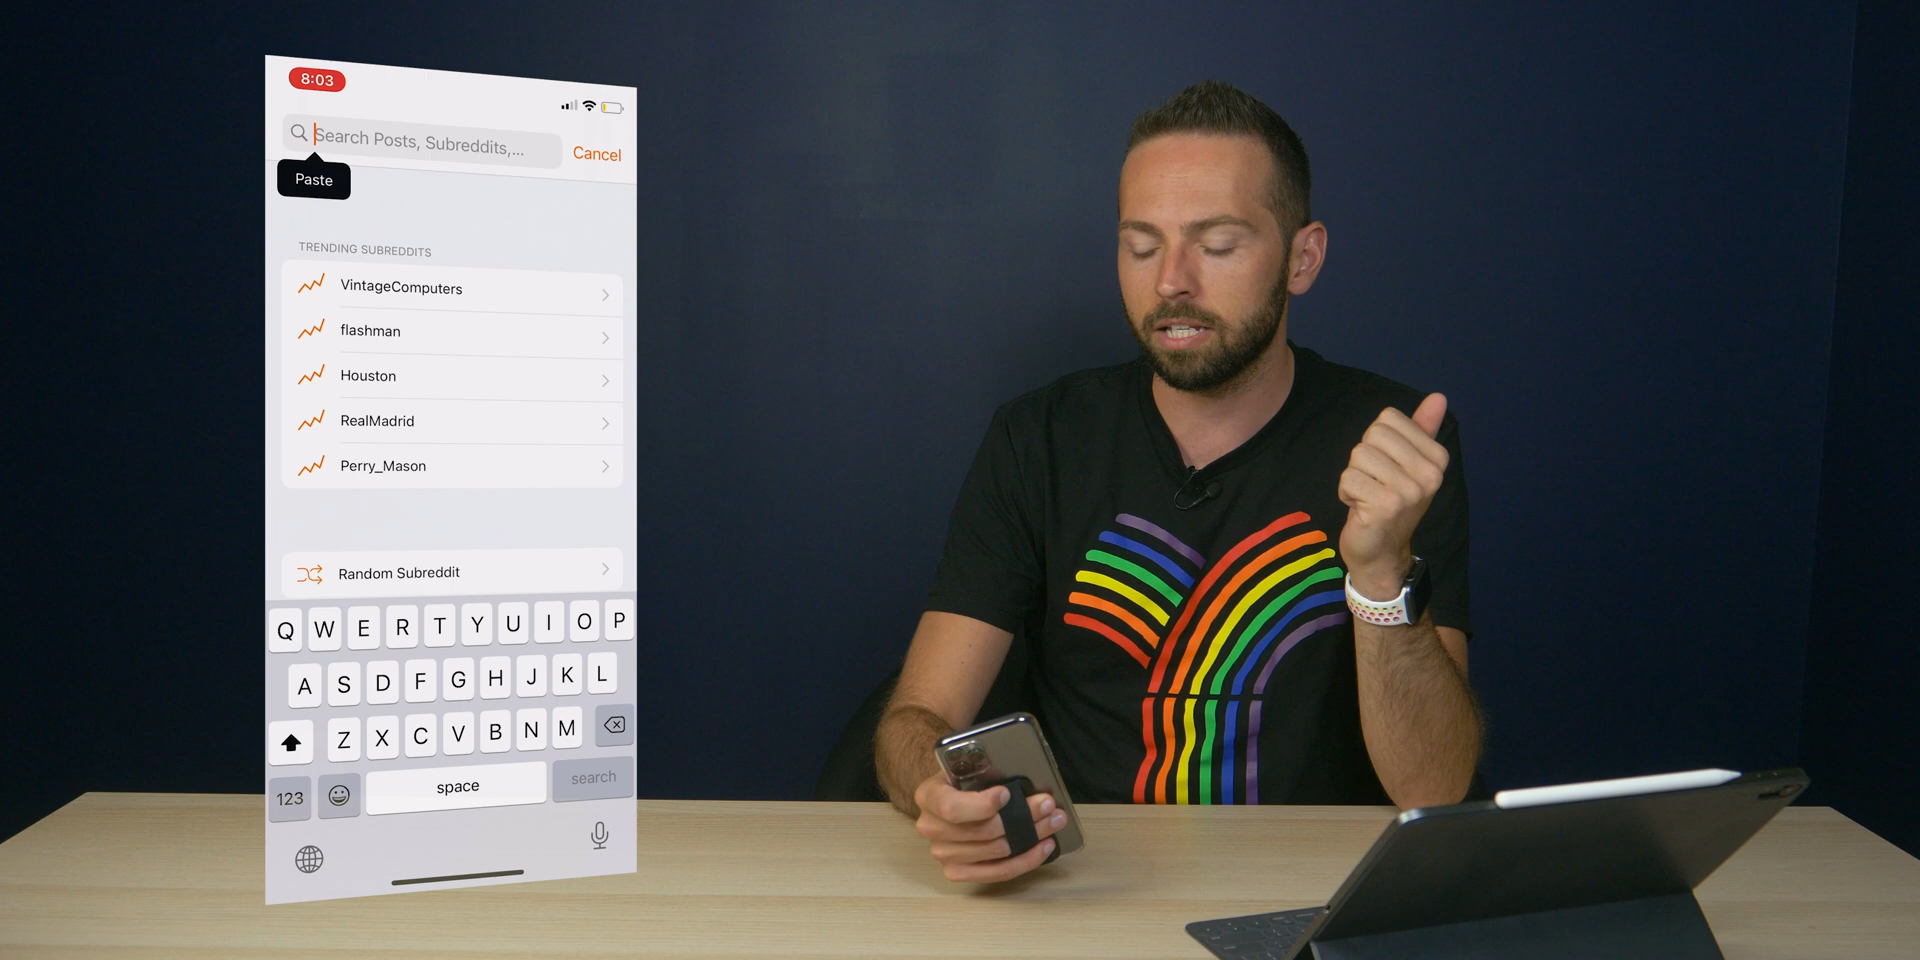 8:03
Search Posts, Subreddits,...
Cancel
Paste
TRENDING SUBREDDITS
VintageComputers
flashman
Houston
RealMadrid
Perry_Mason
Random Subreddit
Q W E R T Y U I O P
A S D F G H J K L
Z X C V B N M
123
space
search